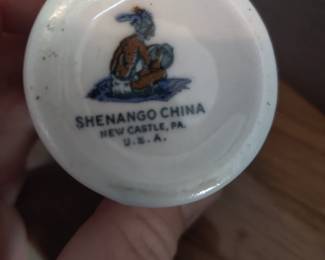 SHENANGO CHINA
NEW CASTLE, PA.
U.S.A.